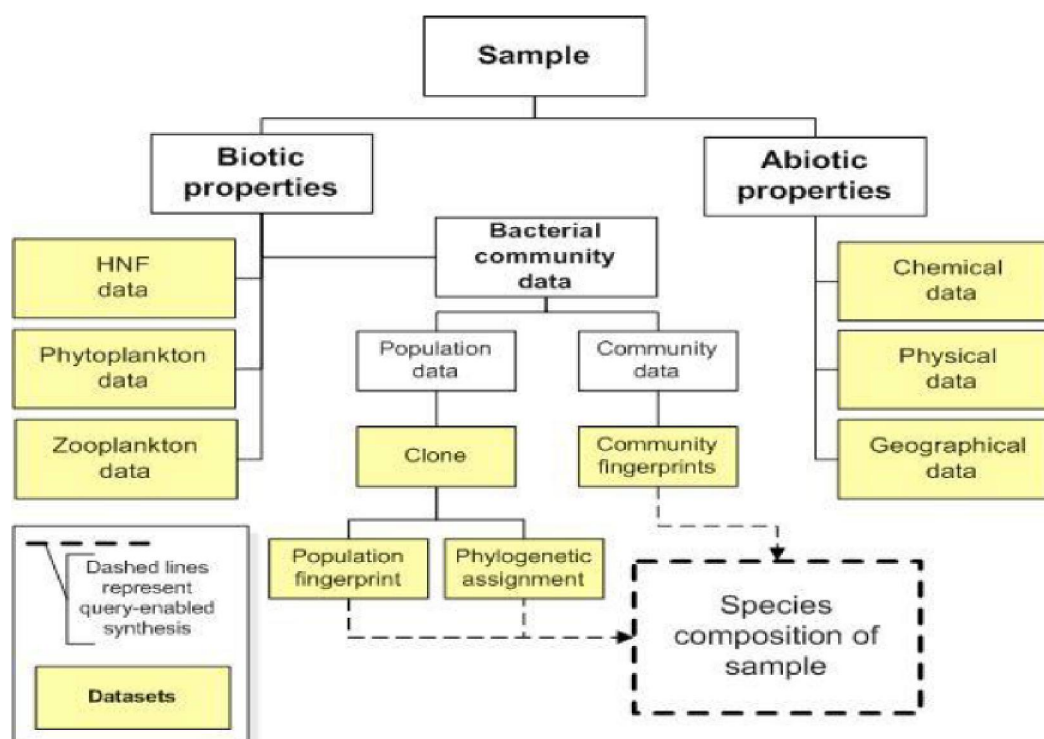 Sample
Biotic
properties
Abiotic
properties
Bacterial
community
data
HNF
data
Chemical
data
Phytoplankton
data
Population
data
Community
data
Physical
data
Zooplankton
data
Clone
Community
fingerprints
Geographical
data
Population
fingerprint
Phylogenetic
assignment
Dashed lines
represent
query-enabled
synthesis
Species
composition of
sample
Datasets